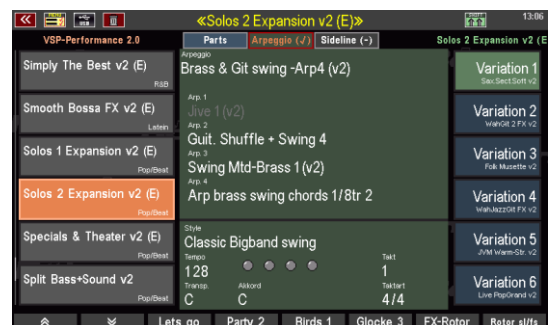 «Solos 2 Expansion v2 (E)»
13:06
VSP-Performance 2.0
Parts
Arpeggio (√)
Sideline (-)
Solos 2 Expansion v2 (E
Simply The Best v2 (E)
R&B
Smooth Bossa FX v2 (E)
Latein
Solos 1 Expansion v2 (E)
Pop/Beat
Solos 2 Expansion v2 (E)
Pop/Beat
Specials & Theater v2 (E)
Pop/Beat
Split Bass+Sound v2
Pop/Beat
Arpeggio
Brass & Git swing -Arp4 (v2)
Arp. 1
Jive 1 (v2)
Arp. 2
Guit. Shuffle + Swing 4
Arp. 3
Swing Mtd-Brass 1 (v2)
Arp. 4
Arp brass swing chords 1/8tr 2
Style
Classic Bigband swing
Tempo
Takt
128
1
Transp.
Akkord
Taktart
C
C
4/4
Variation 1
Sax.Sect.Soft v2
Variation 2
WahGit 2 FX v2
Variation 3
Folk Musette v2
Variation 4
WahJazzGit FX v2
Variation 5
JVM Warm-Str. v2
Variation 6
Live PopGrand v2
Lets go
Party 2
Birds 1
Glocke 3
FX-Rotor
Rotor sl/fs